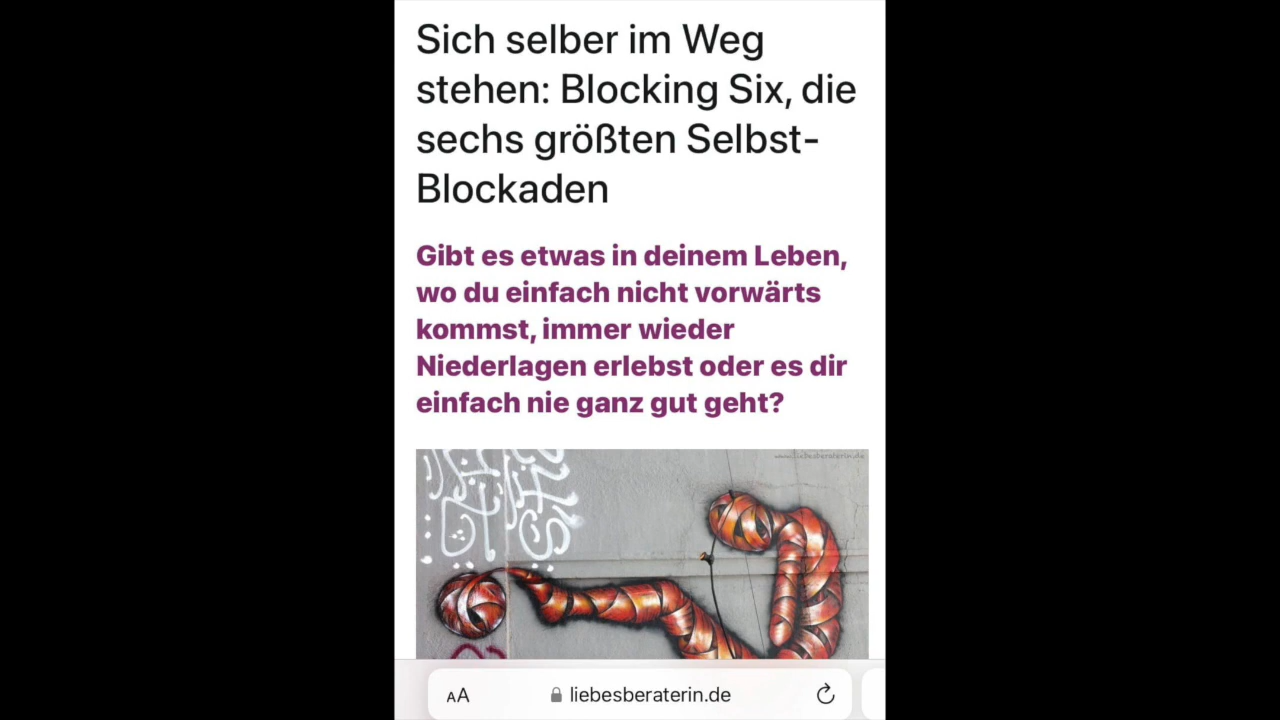 Sich selber im Weg
stehen: Blocking Six, die
sechs größten Selbst-
Blockaden
Gibt es etwas in deinem Leben,
wo du einfach nicht vorwärts
kommst, immer wieder
Niederlagen erlebst oder es dir
einfach nie ganz gut geht?
www.liebesberaterin.de
AA
liebesberaterin.de